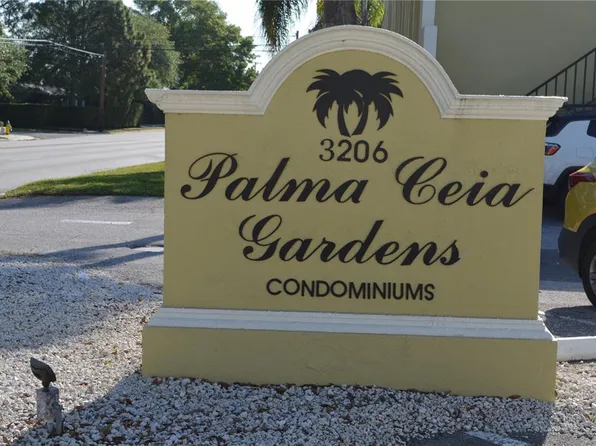 3206
Palma Ceia
Gardens
CONDOMINIUMS